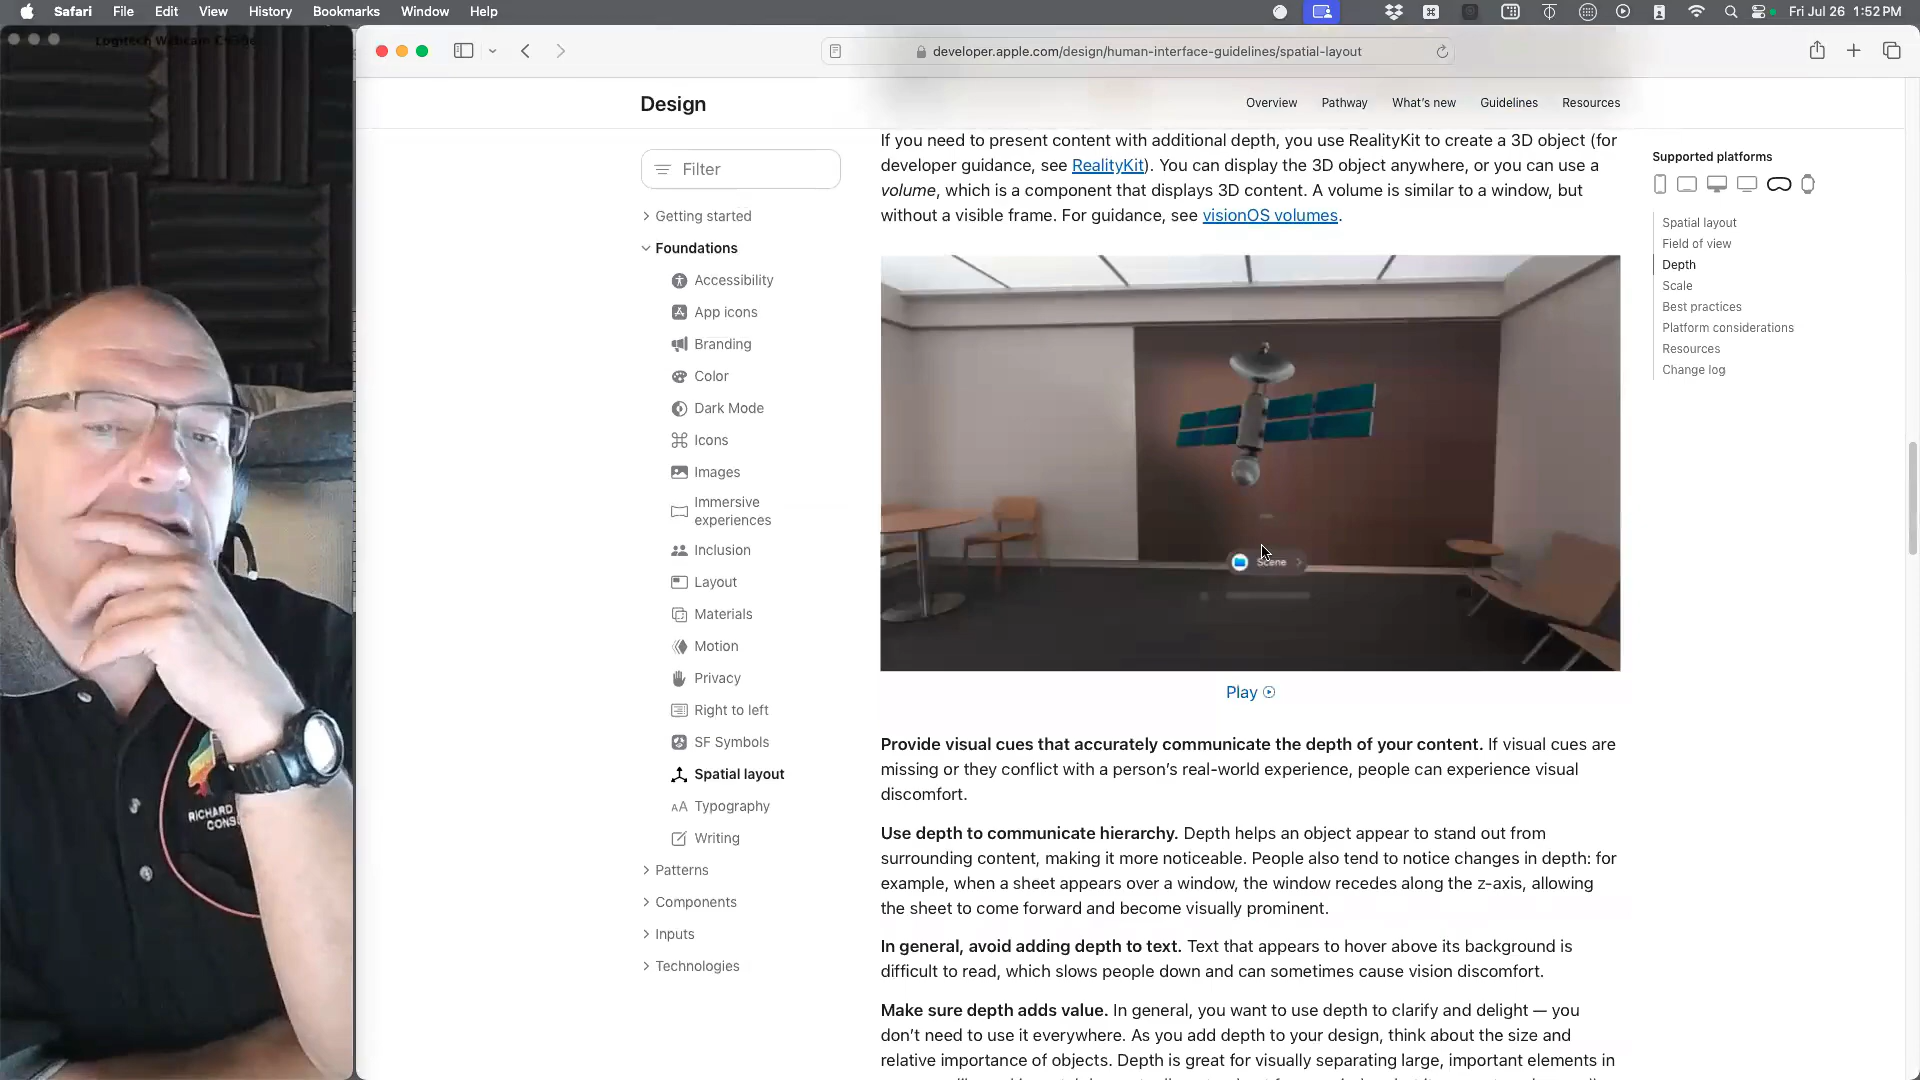 Safari File Edit View History Bookmarks Window Help Fri Jul 26 1:52 PM
developer.apple.com/design/human-interface-guidelines/spatial-layout
Design
Overview Pathway What's new Guidelines Resources
Filter
Getting started
Foundations
Accessibility
App icons
Branding
Color
Dark Mode
Icons
Images
Immersive
experiences
Inclusion
Layout
Materials
Motion
Privacy
Right to left
SF Symbols
Spatial layout
AA Typography
Writing
Patterns
Components
Inputs
Technologies
If you need to present content with additional depth, you use RealityKit to create a 3D object (for
developer guidance, see RealityKit). You can display the 3D object anywhere, or you can use a
volume, which is a component that displays 3D content. A volume is similar to a window, but
without a visible frame. For guidance, see visionOS volumes.
Scene
Play
Provide visual cues that accurately communicate the depth of your content. If visual cues are
missing or they conflict with a person's real-world experience, people can experience visual
discomfort.
Use depth to communicate hierarchy. Depth helps an object appear to stand out from
surrounding content, making it more noticeable. People also tend to notice changes in depth: for
example, when a sheet appears over a window, the window recedes along the z-axis, allowing
the sheet to come forward and become visually prominent.
In general, avoid adding depth to text. Text that appears to hover above its background is
difficult to read, which slows people down and can sometimes cause vision discomfort.
Make sure depth adds value. In general, you want to use depth to clarify and delight — you
don't need to use it everywhere. As you add depth to your design, think about the size and
relative importance of objects. Depth is great for visually separating large, important elements in
Supported platforms
Spatial layout
Field of view
Depth
Scale
Best practices
Platform considerations
Resources
Change log
RICHARD
CONS